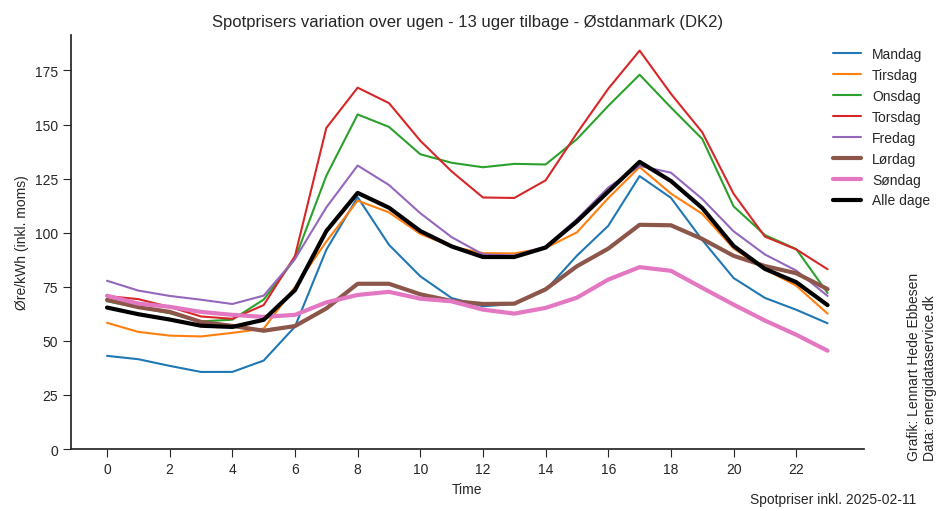 Spotprisers variation over ugen - 13 uger tilbage - Østdanmark (DK2)
Øre/kWh (inkl. moms)
175
150
125
100
75
50
25
0
0 2 4 6 8 10 12 14 16 18 20 22
Time
Mandag
Tirsdag
Onsdag
Torsdag
Fredag
Lørdag
Søndag
Alle dage
Grafik: Lennart Hede Ebbesen
Data: energidataservice.dk
Spotpriser inkl. 2025-02-11